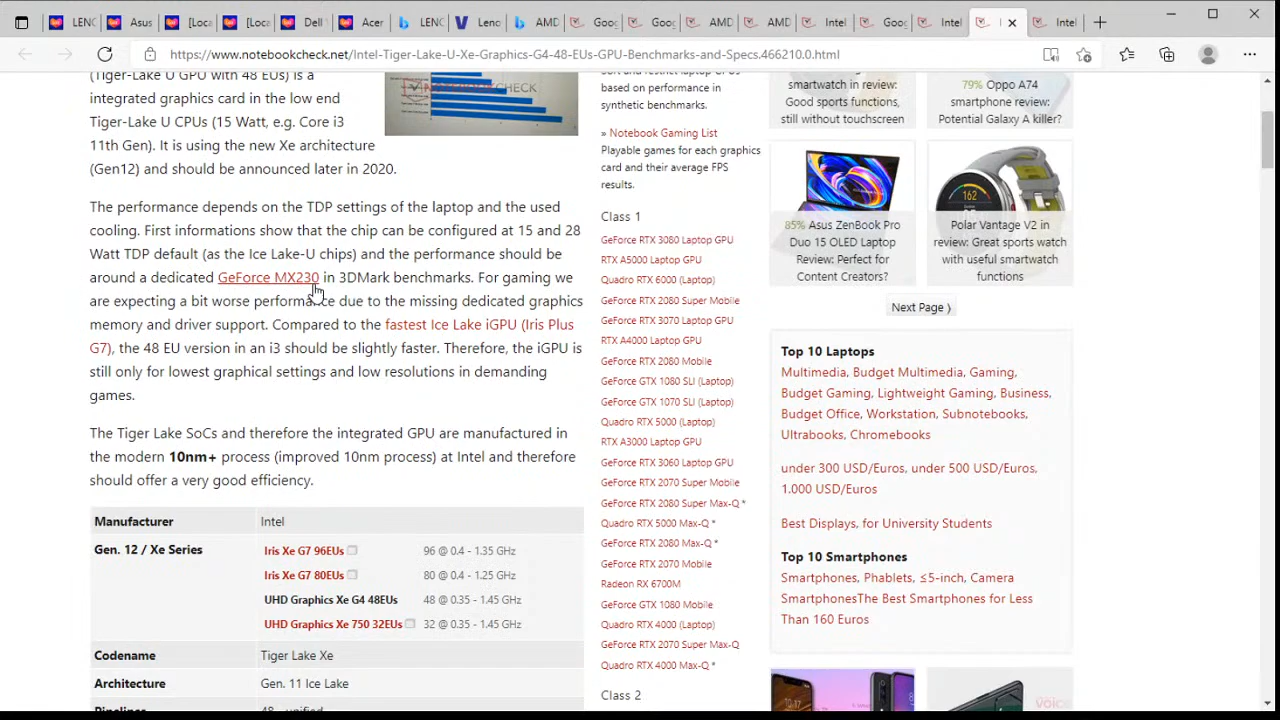 LENC
Asus
[Loca
[Loca
Dell
Acer
LENC
Leno
AMD
Goog
Goog
AMD
AMD
Intel
Goog
Intel
I
Intel
https://www.notebookcheck.net/Intel-Tiger-Lake-U-Xe-Graphics-G4-48-EUs-GPU-Benchmarks-and-Specs.466210.0.html
(Tiger-Lake U GPU with 48 EUs) is a
integrated graphics card in the low end
Tiger-Lake U CPUs (15 Watt, e.g. Core i3
11th Gen). It is using the new Xe architecture
(Gen12) and should be announced later in 2020.
NOTEBOOKCHECK
The performance depends on the TDP settings of the laptop and the used
cooling. First informations show that the chip can be configured at 15 and 28
Watt TDP default (as the Ice Lake-U chips) and the performance should be
around a dedicated GeForce MX230 in 3DMark benchmarks. For gaming we
are expecting a bit worse performance due to the missing dedicated graphics
memory and driver support. Compared to the fastest Ice Lake iGPU (Iris Plus
G7), the 48 EU version in an i3 should be slightly faster. Therefore, the iGPU is
still only for lowest graphical settings and low resolutions in demanding
games.
The Tiger Lake SoCs and therefore the integrated GPU are manufactured in
the modern 10nm+ process (improved 10nm process) at Intel and therefore
should offer a very good efficiency.
Manufacturer Intel
Gen. 12 / Xe Series Iris Xe G7 96EUs 96 @ 0.4 - 1.35 GHz
Iris Xe G7 80EUs 80 @ 0.4 - 1.25 GHz
UHD Graphics Xe G4 48EUs 48 @ 0.35 - 1.45 GHz
UHD Graphics Xe 750 32EUs 32 @ 0.35 - 1.45 GHz
Codename Tiger Lake Xe
Architecture Gen. 11 Ice Lake
Pipelines 48 - unified
based on performance in
synthetic benchmarks.
» Notebook Gaming List
Playable games for each graphics
card and their average FPS
results.
Class 1
GeForce RTX 3080 Laptop GPU
RTX A5000 Laptop GPU
Quadro RTX 6000 (Laptop)
GeForce RTX 2080 Super Mobile
GeForce RTX 3070 Laptop GPU
RTX A4000 Laptop GPU
GeForce RTX 2080 Mobile
GeForce GTX 1080 SLI (Laptop)
GeForce GTX 1070 SLI (Laptop)
Quadro RTX 5000 (Laptop)
RTX A3000 Laptop GPU
GeForce RTX 3060 Laptop GPU
GeForce RTX 2070 Super Mobile
GeForce RTX 2080 Super Max-Q *
Quadro RTX 5000 Max-Q *
GeForce RTX 2080 Max-Q *
GeForce RTX 2070 Mobile
Radeon RX 6700M
GeForce GTX 1080 Mobile
Quadro RTX 4000 (Laptop)
GeForce RTX 2070 Super Max-Q
Quadro RTX 4000 Max-Q *
Class 2
smartwatch in review:
Good sports functions,
still without touchscreen
79% Oppo A74
smartphone review:
Potential Galaxy A killer?
85% Asus ZenBook Pro
Duo 15 OLED Laptop
Review: Perfect for
Content Creators?
162
Polar Vantage V2 in
review: Great sports watch
with useful smartwatch
functions
Next Page ⟩
Top 10 Laptops
Multimedia, Budget Multimedia, Gaming,
Budget Gaming, Lightweight Gaming, Business,
Budget Office, Workstation, Subnotebooks,
Ultrabooks, Chromebooks
under 300 USD/Euros, under 500 USD/Euros,
1.000 USD/Euros
Best Displays, for University Students
Top 10 Smartphones
Smartphones, Phablets, ≤5-inch, Camera
SmartphonesThe Best Smartphones for Less
Than 160 Euros
voice